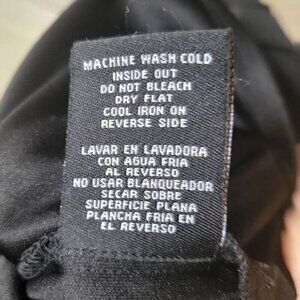 MACHINE WASH COLD
INSIDE OUT
DO NOT BLEACH
DRY FLAT
COOL IRON ON
REVERSE SIDE
LAVAR EN LAVADORA
CON AGUA FRIA
AL REVERSO
NO USAR BLANQUEADOR
SECAR SOBRE
SUPERFICIE PLANA
PLANCHA FRIA EN
EL REVERSO